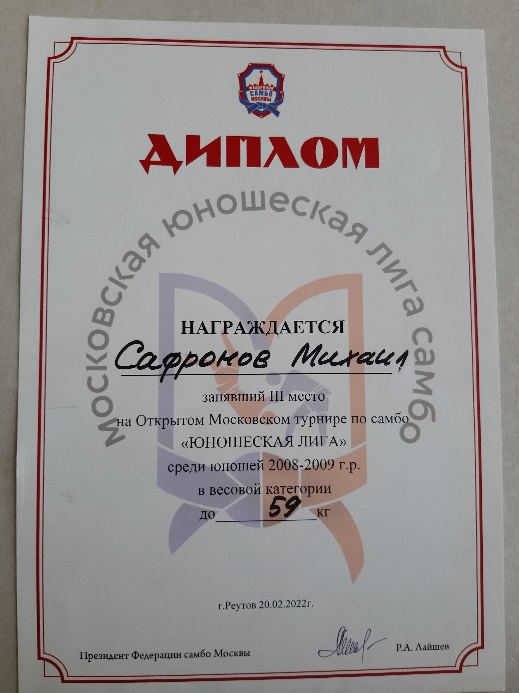 САМБО
МОСКВЫ
ДИПЛОМ
МОСКОВСКАЯ ЮНОШЕСКАЯ ЛИГА САМБО
НАГРАЖДАЕТСЯ
Сафронов Михаил
занявший III место
на Открытом Московском турнире по самбо
«ЮНОШЕСКАЯ ЛИГА»
среди юношей 2008-2009 г.р.
в весовой категории
до 59 кг
г.Реутов 20.02.2022г.
Президент Федерации самбо Москвы Р.А. Лайшев